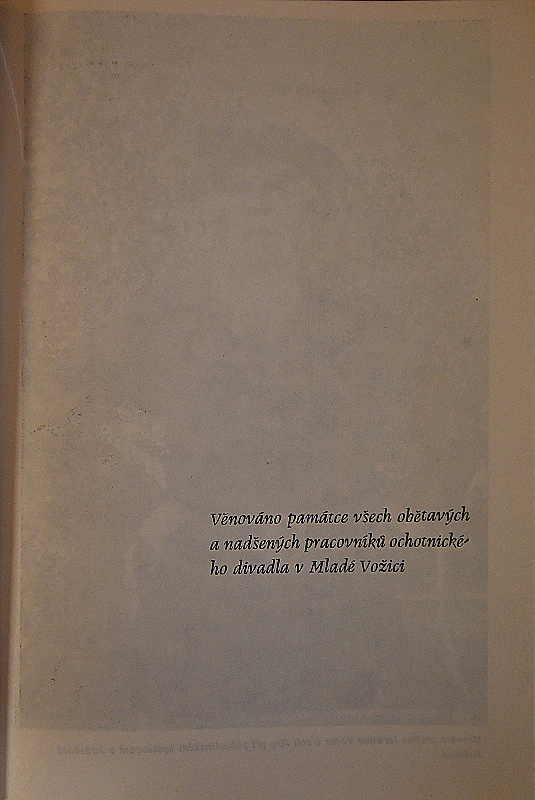 Věnováno památce všech obětavých
a nadšených pracovníků ochotnické-
ho divadla v Mladé Vožici